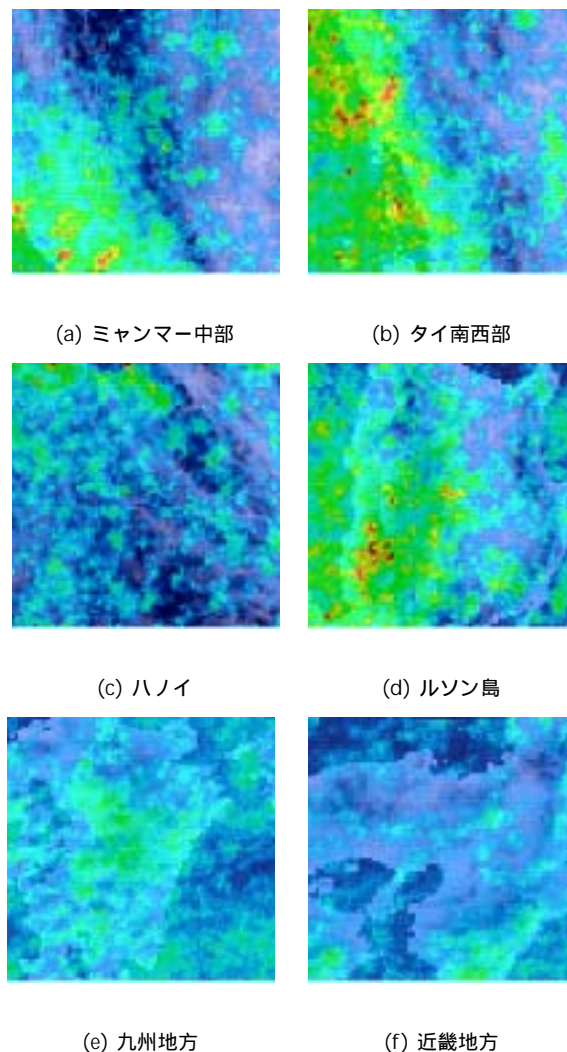 (a) ミャンマー中部
(b) タイ南西部
(c) ハノイ
(d) ルソン島
(e) 九州地方
(f) 近畿地方